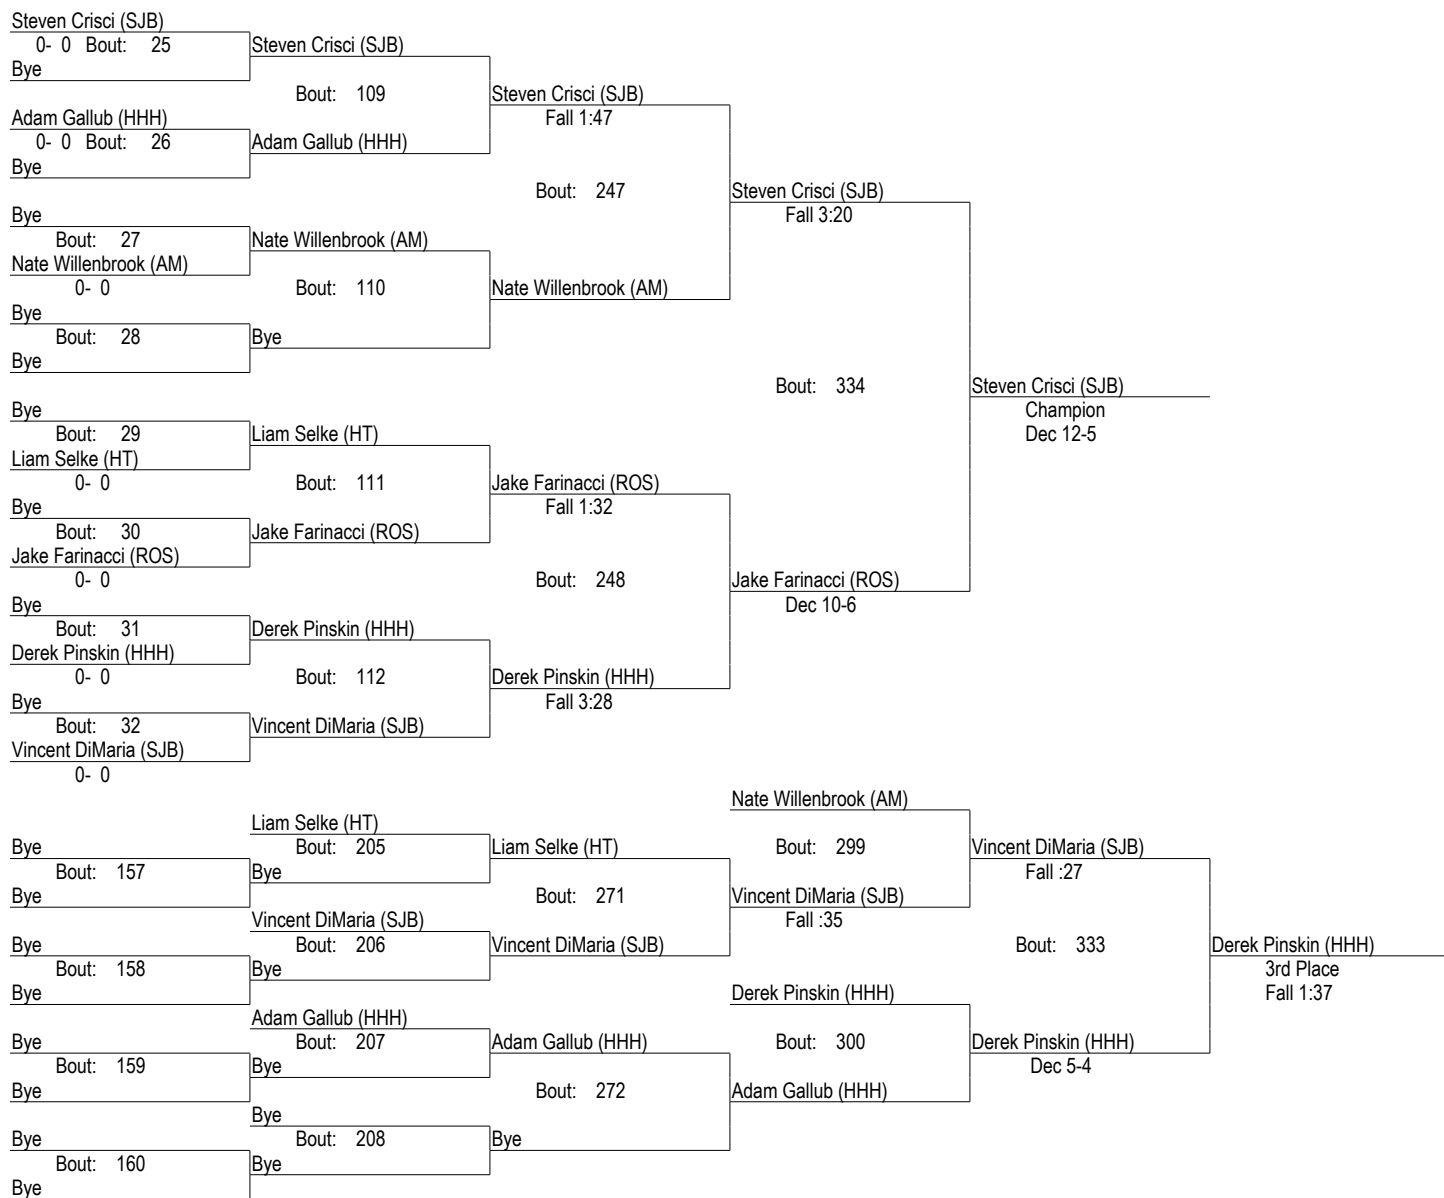 Steven Crisci (SJB)
0- 0 Bout: 25
Steven Crisci (SJB)
Bye
Bout: 109
Steven Crisci (SJB)
Adam Gallub (HHH)
Fall 1:47
0- 0 Bout: 26
Adam Gallub (HHH)
Bye
Bout: 247
Steven Crisci (SJB)
Bye
Fall 3:20
Bout: 27
Nate Willenbrook (AM)
Nate Willenbrook (AM)
0- 0
Bout: 110
Nate Willenbrook (AM)
Bye
Bout: 28
Bye
Bye
Bout: 334
Steven Crisci (SJB)
Bye
Champion
Bout: 29
Liam Selke (HT)
Dec 12-5
Liam Selke (HT)
0- 0
Bout: 111
Jake Farinacci (ROS)
Bye
Fall 1:32
Bout: 30
Jake Farinacci (ROS)
Jake Farinacci (ROS)
0- 0
Bout: 248
Jake Farinacci (ROS)
Bye
Dec 10-6
Bout: 31
Derek Pinskin (HHH)
Derek Pinskin (HHH)
0- 0
Bout: 112
Derek Pinskin (HHH)
Bye
Fall 3:28
Bout: 32
Vincent DiMaria (SJB)
Vincent DiMaria (SJB)
0- 0
Nate Willenbrook (AM)
Liam Selke (HT)
Bye
Bout: 205
Liam Selke (HT)
Bout: 299
Vincent DiMaria (SJB)
Bout: 157
Bye
Fall :27
Bye
Bout: 271
Vincent DiMaria (SJB)
Vincent DiMaria (SJB)
Fall :35
Bye
Bout: 206
Vincent DiMaria (SJB)
Bout: 333
Derek Pinskin (HHH)
Bout: 158
Bye
3rd Place
Bye
Derek Pinskin (HHH)
Fall 1:37
Adam Gallub (HHH)
Bye
Bout: 207
Adam Gallub (HHH)
Bout: 300
Derek Pinskin (HHH)
Bout: 159
Bye
Dec 5-4
Bye
Bout: 272
Adam Gallub (HHH)
Bye
Bye
Bout: 208
Bye
Bout: 160
Bye
Bye